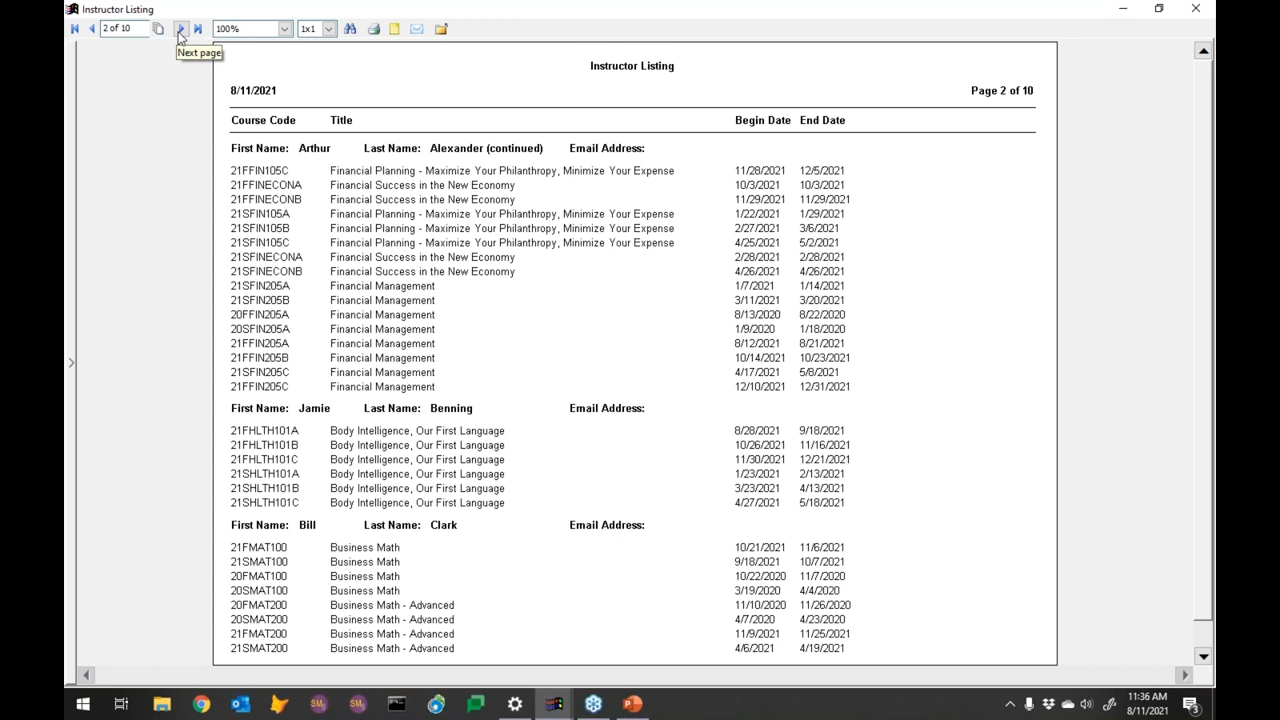 Instructor Listing
2 of 10 100% 1x1
Next page
Instructor Listing
8/11/2021 Page 2 of 10
Course Code Title Begin Date End Date
First Name: Arthur Last Name: Alexander (continued) Email Address:
21FFIN105C Financial Planning - Maximize Your Philanthropy, Minimize Your Expense 11/28/2021 12/5/2021
21FFINECONA Financial Success in the New Economy 10/3/2021 10/3/2021
21FFINECONB Financial Success in the New Economy 11/29/2021 11/29/2021
21SFIN105A Financial Planning - Maximize Your Philanthropy, Minimize Your Expense 1/22/2021 1/29/2021
21SFIN105B Financial Planning - Maximize Your Philanthropy, Minimize Your Expense 2/27/2021 3/6/2021
21SFIN105C Financial Planning - Maximize Your Philanthropy, Minimize Your Expense 4/25/2021 5/2/2021
21SFINECONA Financial Success in the New Economy 2/28/2021 2/28/2021
21SFINECONB Financial Success in the New Economy 4/26/2021 4/26/2021
21SFIN205A Financial Management 1/7/2021 1/14/2021
21SFIN205B Financial Management 3/11/2021 3/20/2021
20FFIN205A Financial Management 8/13/2020 8/22/2020
20SFIN205A Financial Management 1/9/2020 1/18/2020
21FFIN205A Financial Management 8/12/2021 8/21/2021
21FFIN205B Financial Management 10/14/2021 10/23/2021
21SFIN205C Financial Management 4/17/2021 5/8/2021
21FFIN205C Financial Management 12/10/2021 12/31/2021
First Name: Jamie Last Name: Benning Email Address:
21FHLTH101A Body Intelligence, Our First Language 8/28/2021 9/18/2021
21FHLTH101B Body Intelligence, Our First Language 10/26/2021 11/16/2021
21FHLTH101C Body Intelligence, Our First Language 11/30/2021 12/21/2021
21SHLTH101A Body Intelligence, Our First Language 1/23/2021 2/13/2021
21SHLTH101B Body Intelligence, Our First Language 3/23/2021 4/13/2021
21SHLTH101C Body Intelligence, Our First Language 4/27/2021 5/18/2021
First Name: Bill Last Name: Clark Email Address:
21FMAT100 Business Math 10/21/2021 11/6/2021
21SMAT100 Business Math 9/18/2021 10/7/2021
20FMAT100 Business Math 10/22/2020 11/7/2020
20SMAT100 Business Math 3/19/2020 4/4/2020
20FMAT200 Business Math - Advanced 11/10/2020 11/26/2020
20SMAT200 Business Math - Advanced 4/7/2020 4/23/2020
21FMAT200 Business Math - Advanced 11/9/2021 11/25/2021
21SMAT200 Business Math - Advanced 4/6/2021 4/19/2021
SM SM 11:36 AM
8/11/2021 3